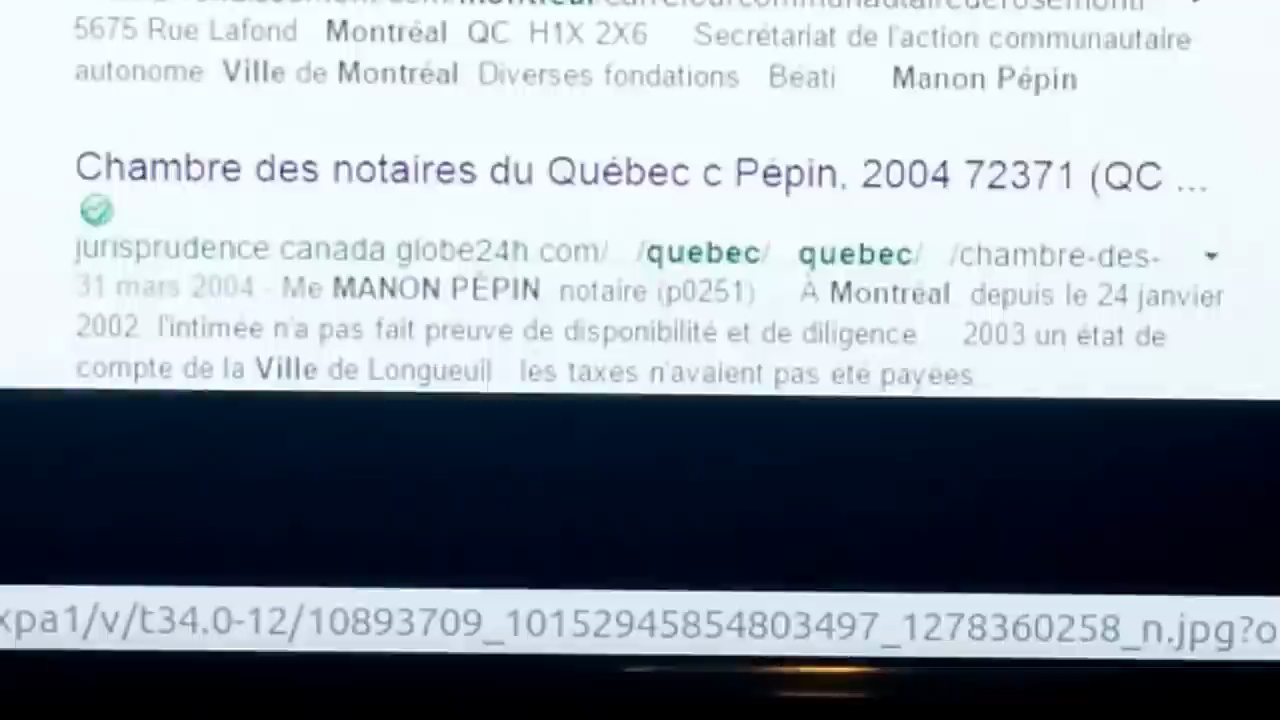 5675 Rue Lafond Montréal QC H1X 2X6 Secrétariat de l'action communautaire
autonome Ville de Montréal Diverses fondations Béati Manon Pépin
Chambre des notaires du Québec c Pépin, 2004 72371 (QC ...
jurisprudence canada globe24h com/ /quebec/ quebec/ /chambre-des-
31 mars 2004 - Me MANON PÉPIN notaire (p0251) À Montréal depuis le 24 janvier
2002 l'intimée n'a pas fait preuve de disponibilité et de diligence 2003 un état de
compte de la Ville de Longueuil les taxes n'avaient pas été payées
xpa1/v/t34.0-12/10893709_10152945854803497_1278360258_n.jpg?o